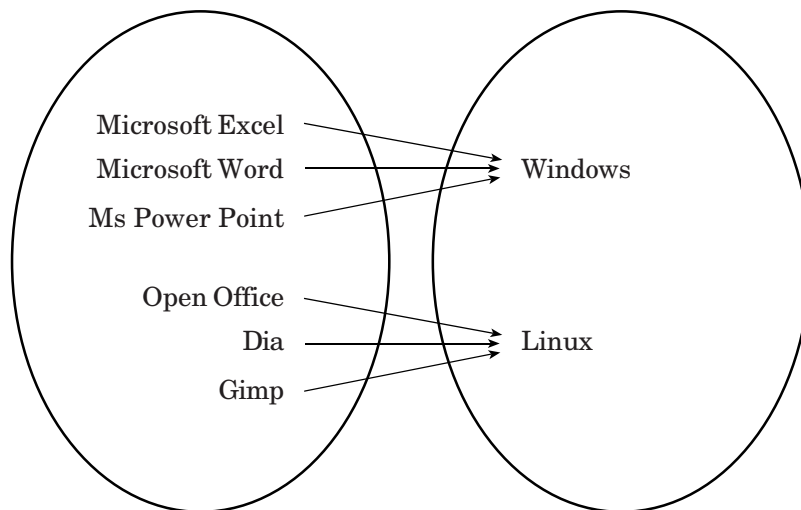 Microsoft Excel
Microsoft Word
Windows
Ms Power Point
Open Office
Dia
Linux
Gimp